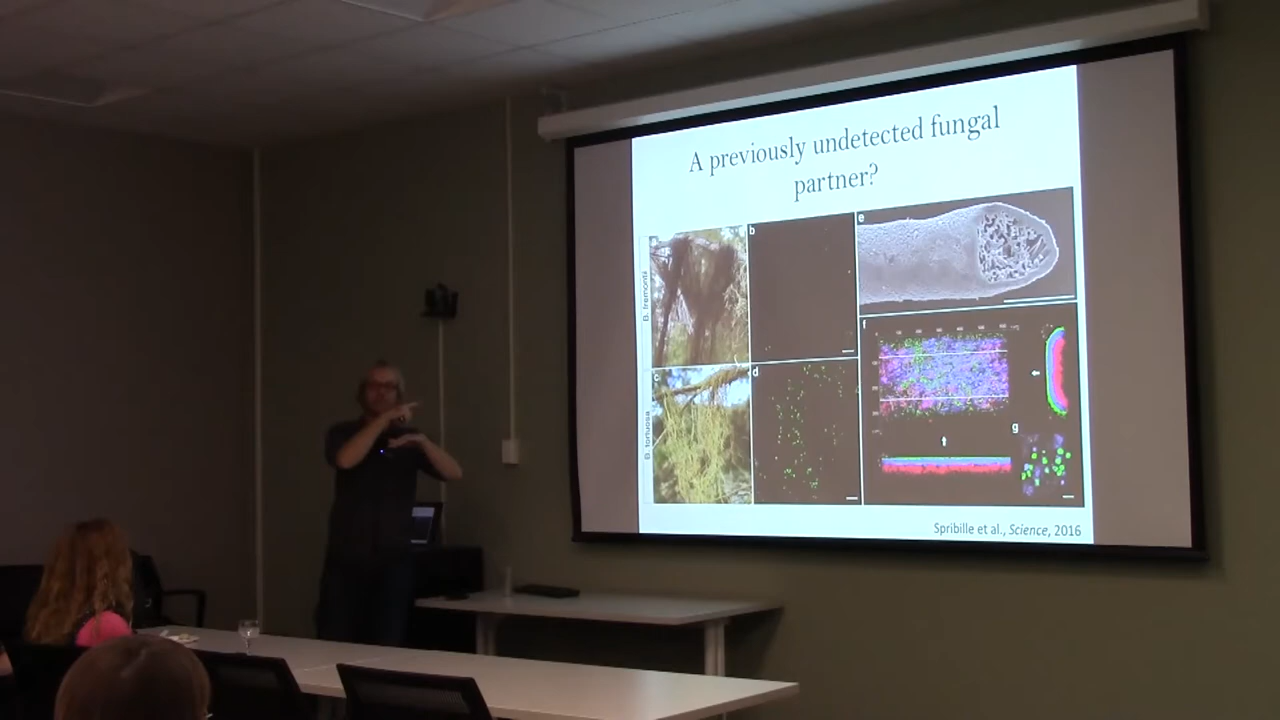 A previously undetected fungal
partner?
B. fremontii
b
e
c
d
B. tortuosa
f
g
Spribille et al., Science, 2016